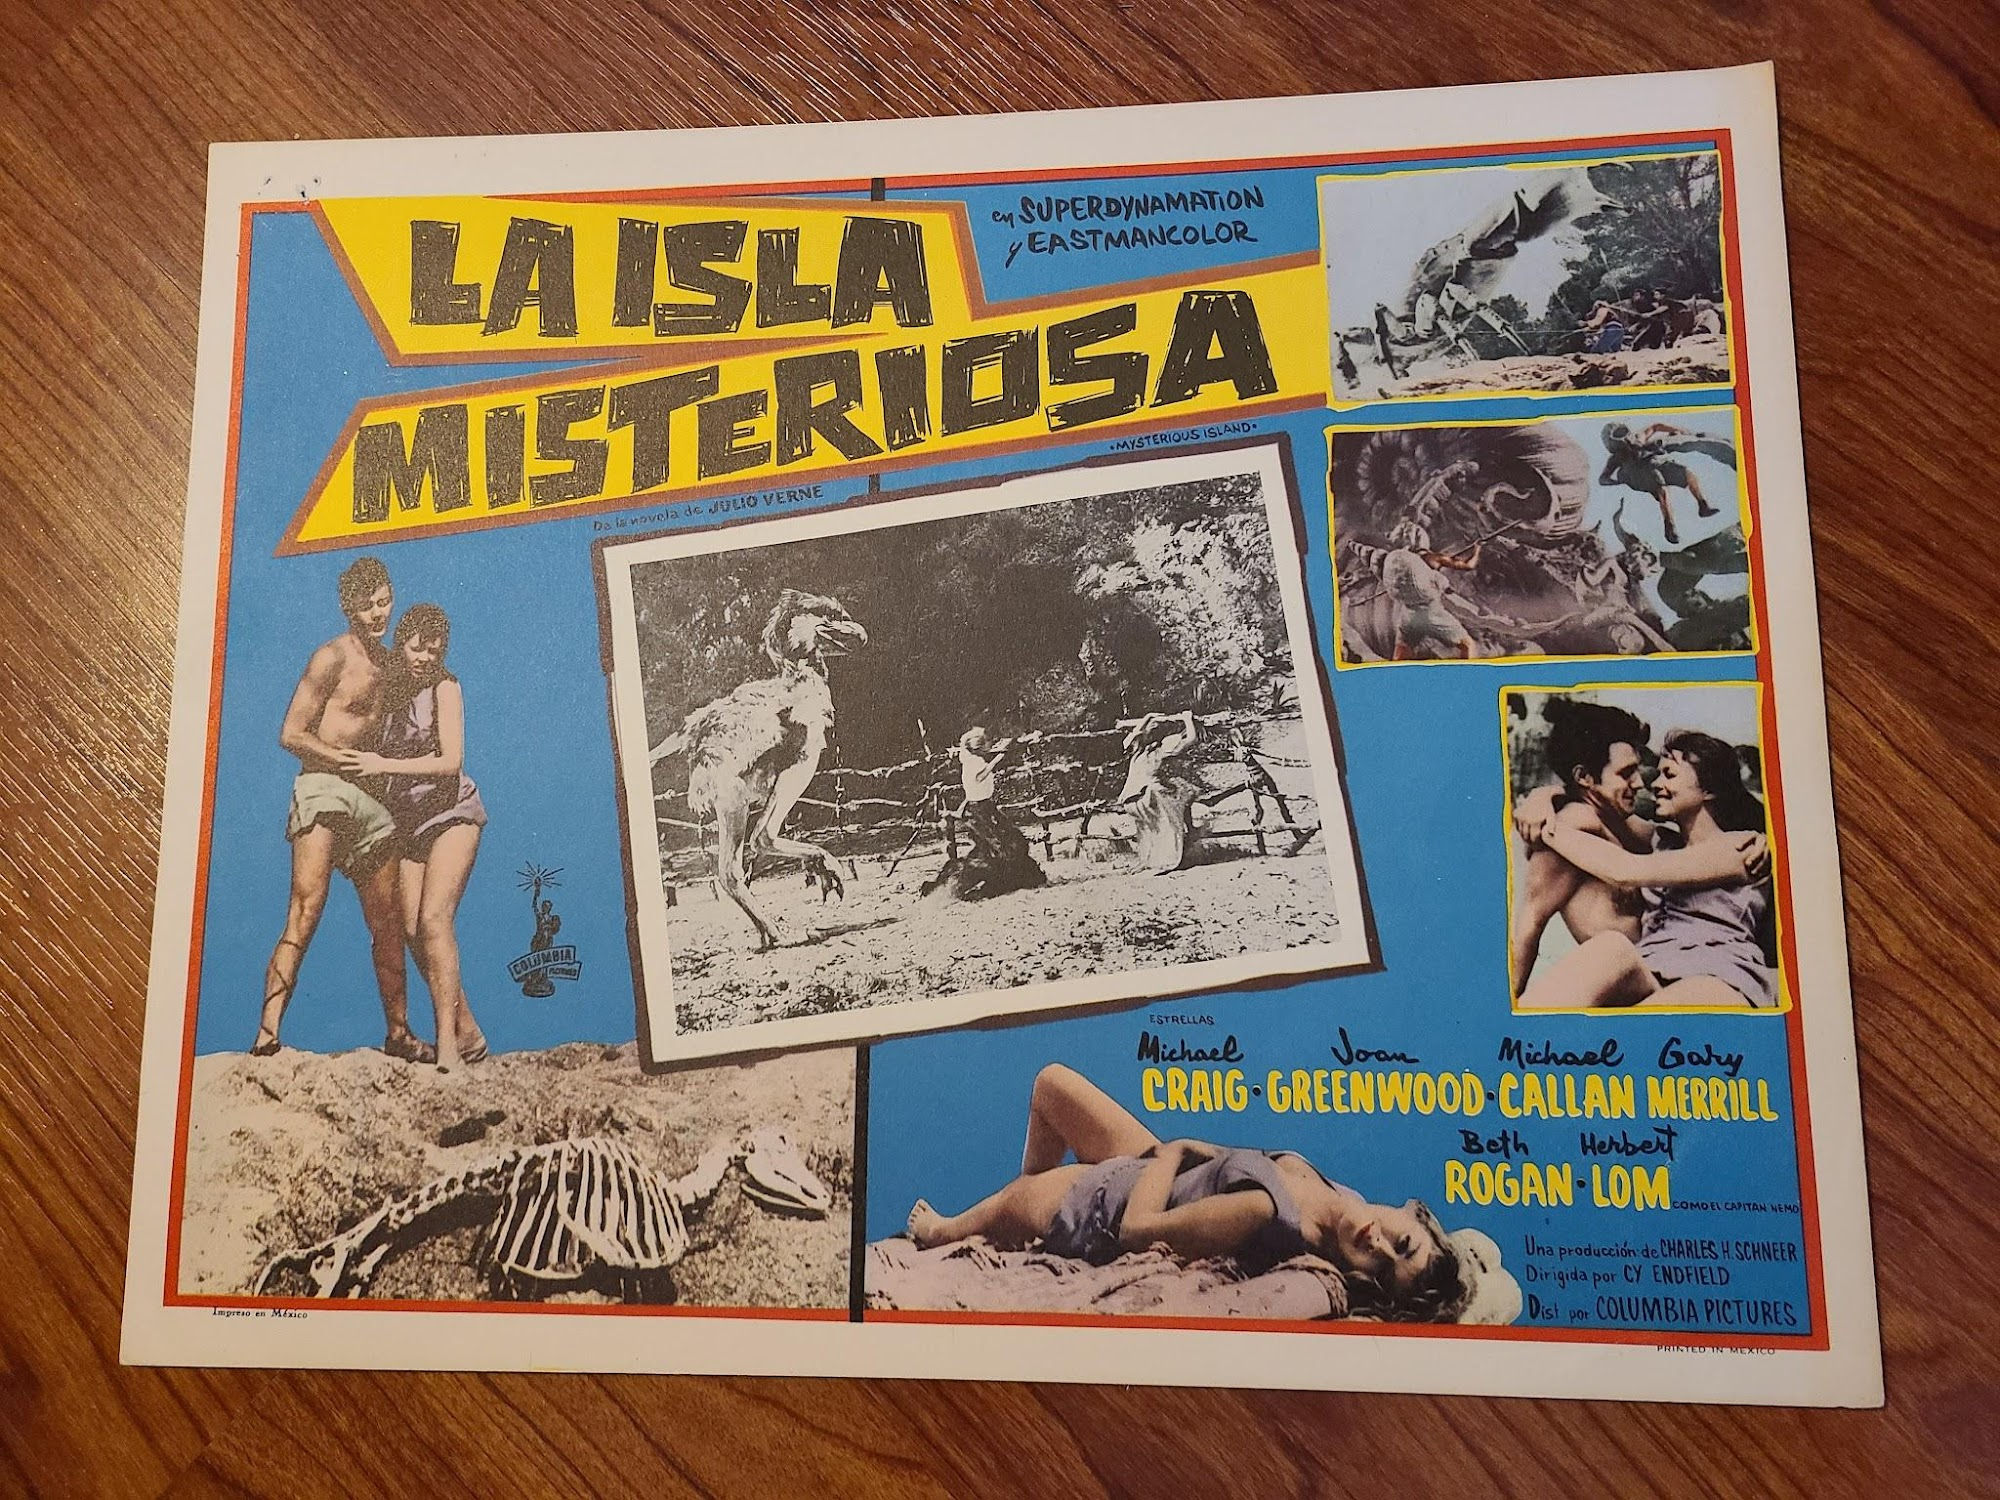 LA ISLA
MISTERIOSA
en SUPERDYNAMATION
y EASTMANCOLOR
•MYSTERIOUS ISLAND•
De la novela de JULIO VERNE
COLUMBIA
PICTURES
ESTRELLAS
Michael Joan Michael Gary
CRAIG•GREENWOOD•CALLAN MERRILL
Beth Herbert
ROGAN•LOM COMO EL CAPITAN NEMO
Una producción de CHARLES H. SCHNEER
Dirigida por CY ENDFIELD
Dist por COLUMBIA PICTURES
Impreso en México
PRINTED IN MEXICO